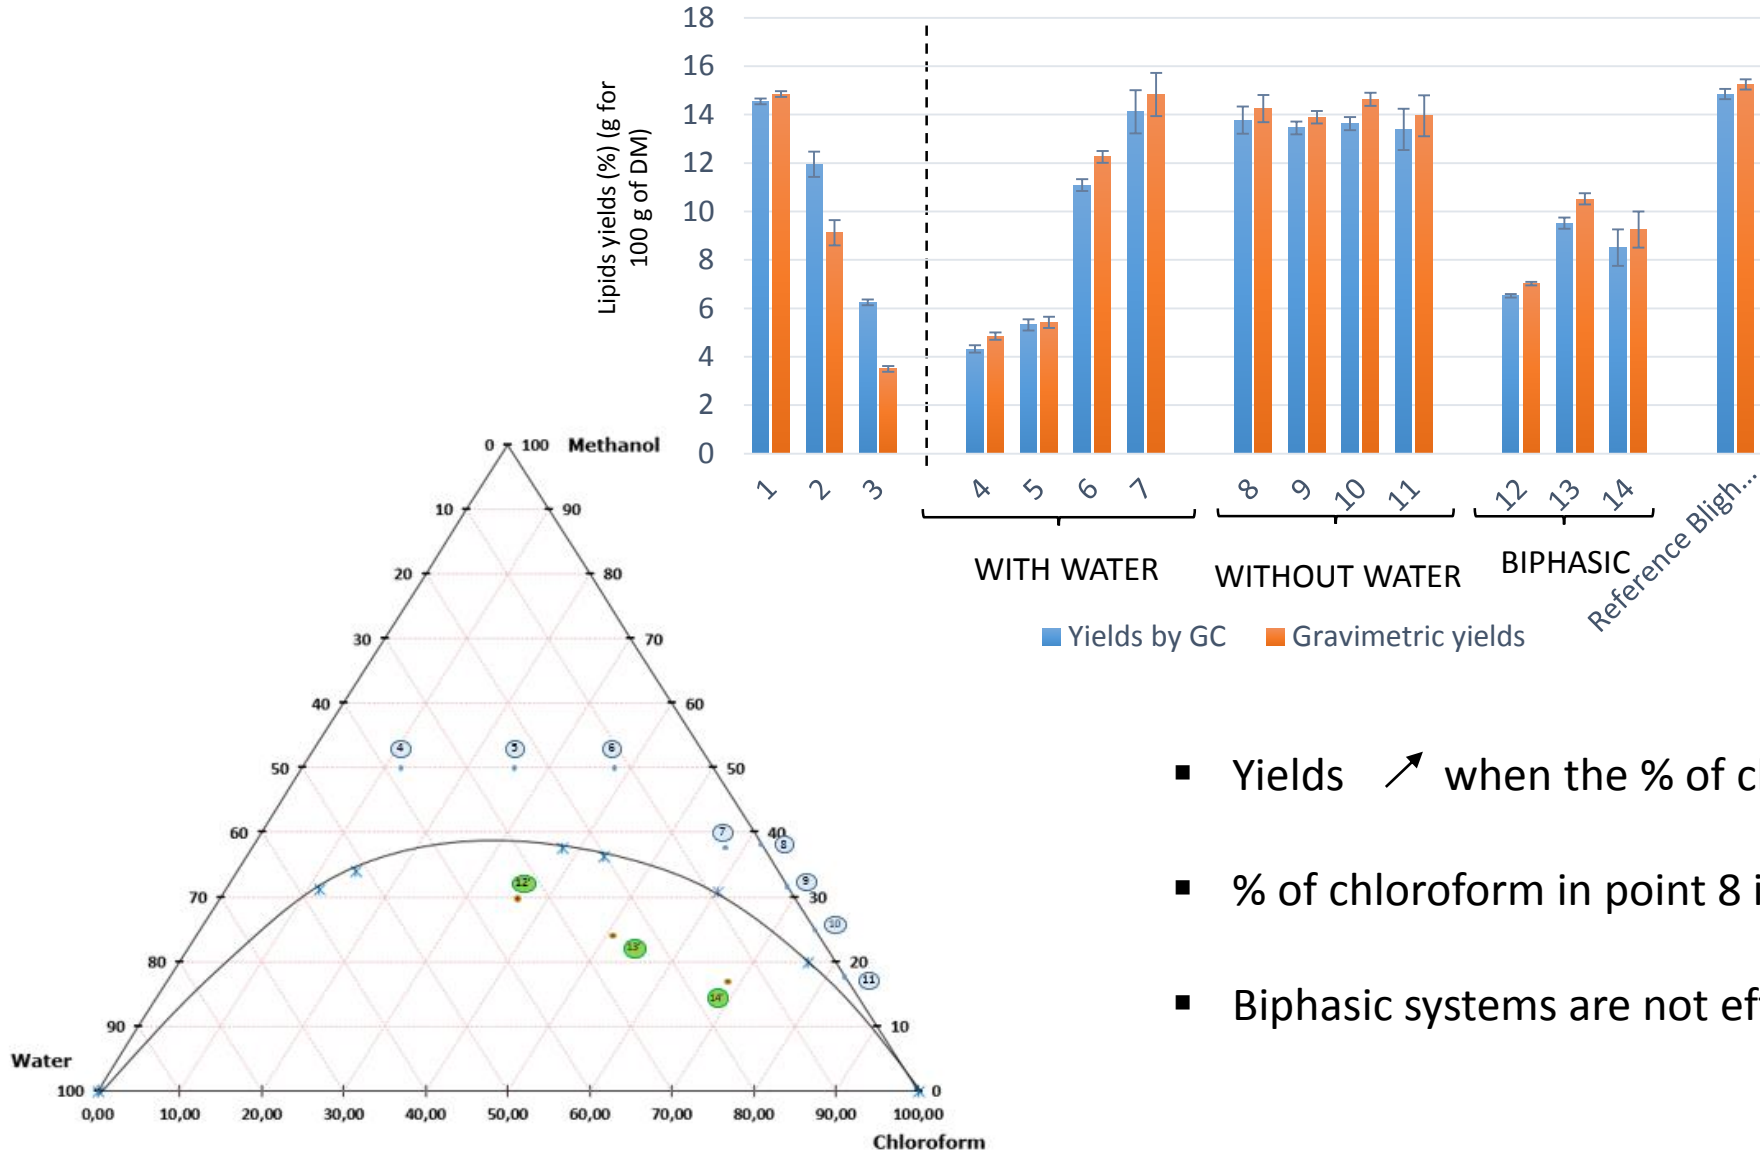 18
16
14
12
10
8
6
4
2
0
Lipids yields (%) (g for
100 g of DM)
1 2 3 4 5 6 7 8 9 10 11 12 13 14 Reference Bligh...
WITH WATER WITHOUT WATER BIPHASIC
Yields by GC Gravimetric yields
0 100 Methanol
10 90
20 80
30 70
40 60
4 5 6
50 50
60 7 40 8
12' 9
70 30
10
13'
80 20
11
14'
90 10
Water
100 0
0,00 10,00 20,00 30,00 40,00 50,00 60,00 70,00 80,00 90,00 100,00
Chloroform
▪ Yields ↗ when the % of c
▪ % of chloroform in point 8 i
▪ Biphasic systems are not ef